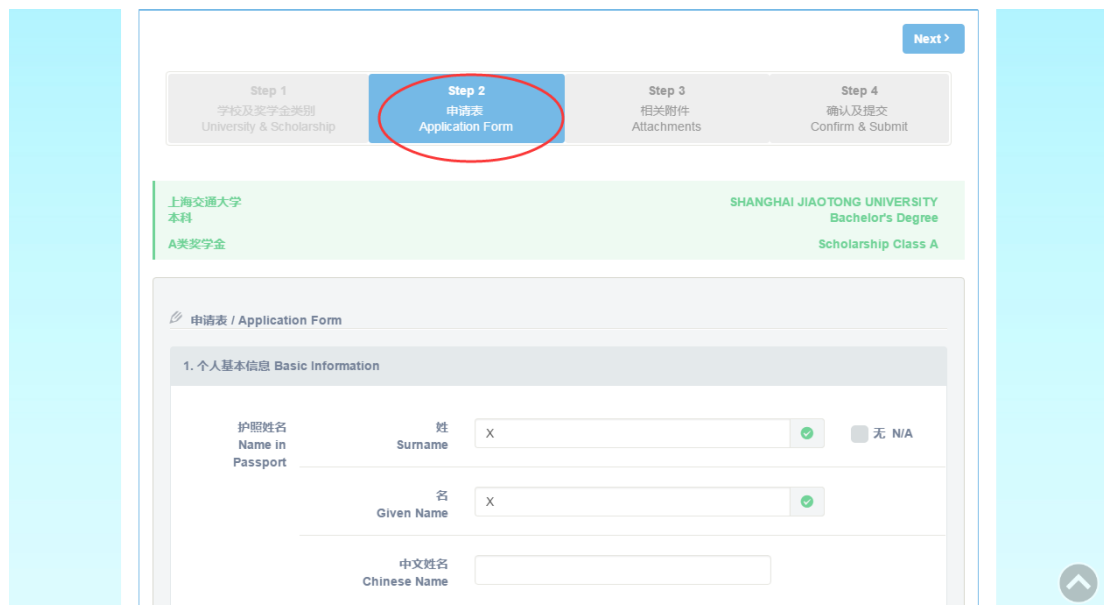 Next >
Step 1
学校及奖学金类别
University & Scholarship
Step 2
申请表
Application Form
Step 3
相关附件
Attachments
Step 4
确认及提交
Confirm & Submit
上海交通大学
本科
A类奖学金
SHANGHAI JIAOTONG UNIVERSITY
Bachelor's Degree
Scholarship Class A
申请表 / Application Form
1. 个人基本信息 Basic Information
护照姓名
Name in
Passport
姓
Surname
X
无 N/A
名
Given Name
X
中文姓名
Chinese Name